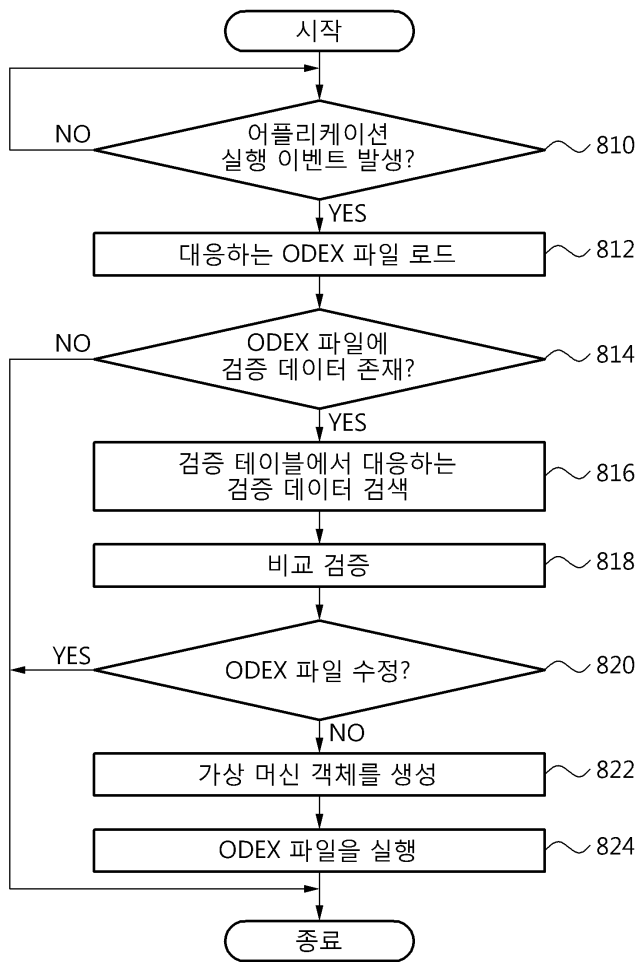 시작
NO
어플리케이션
실행 이벤트 발생?
810
YES
대응하는 ODEX 파일 로드
812
NO
ODEX 파일에
검증 데이터 존재?
814
YES
검증 테이블에서 대응하는
검증 데이터 검색
816
비교 검증
818
YES
ODEX 파일 수정?
820
NO
가상 머신 객체를 생성
822
ODEX 파일을 실행
824
종료